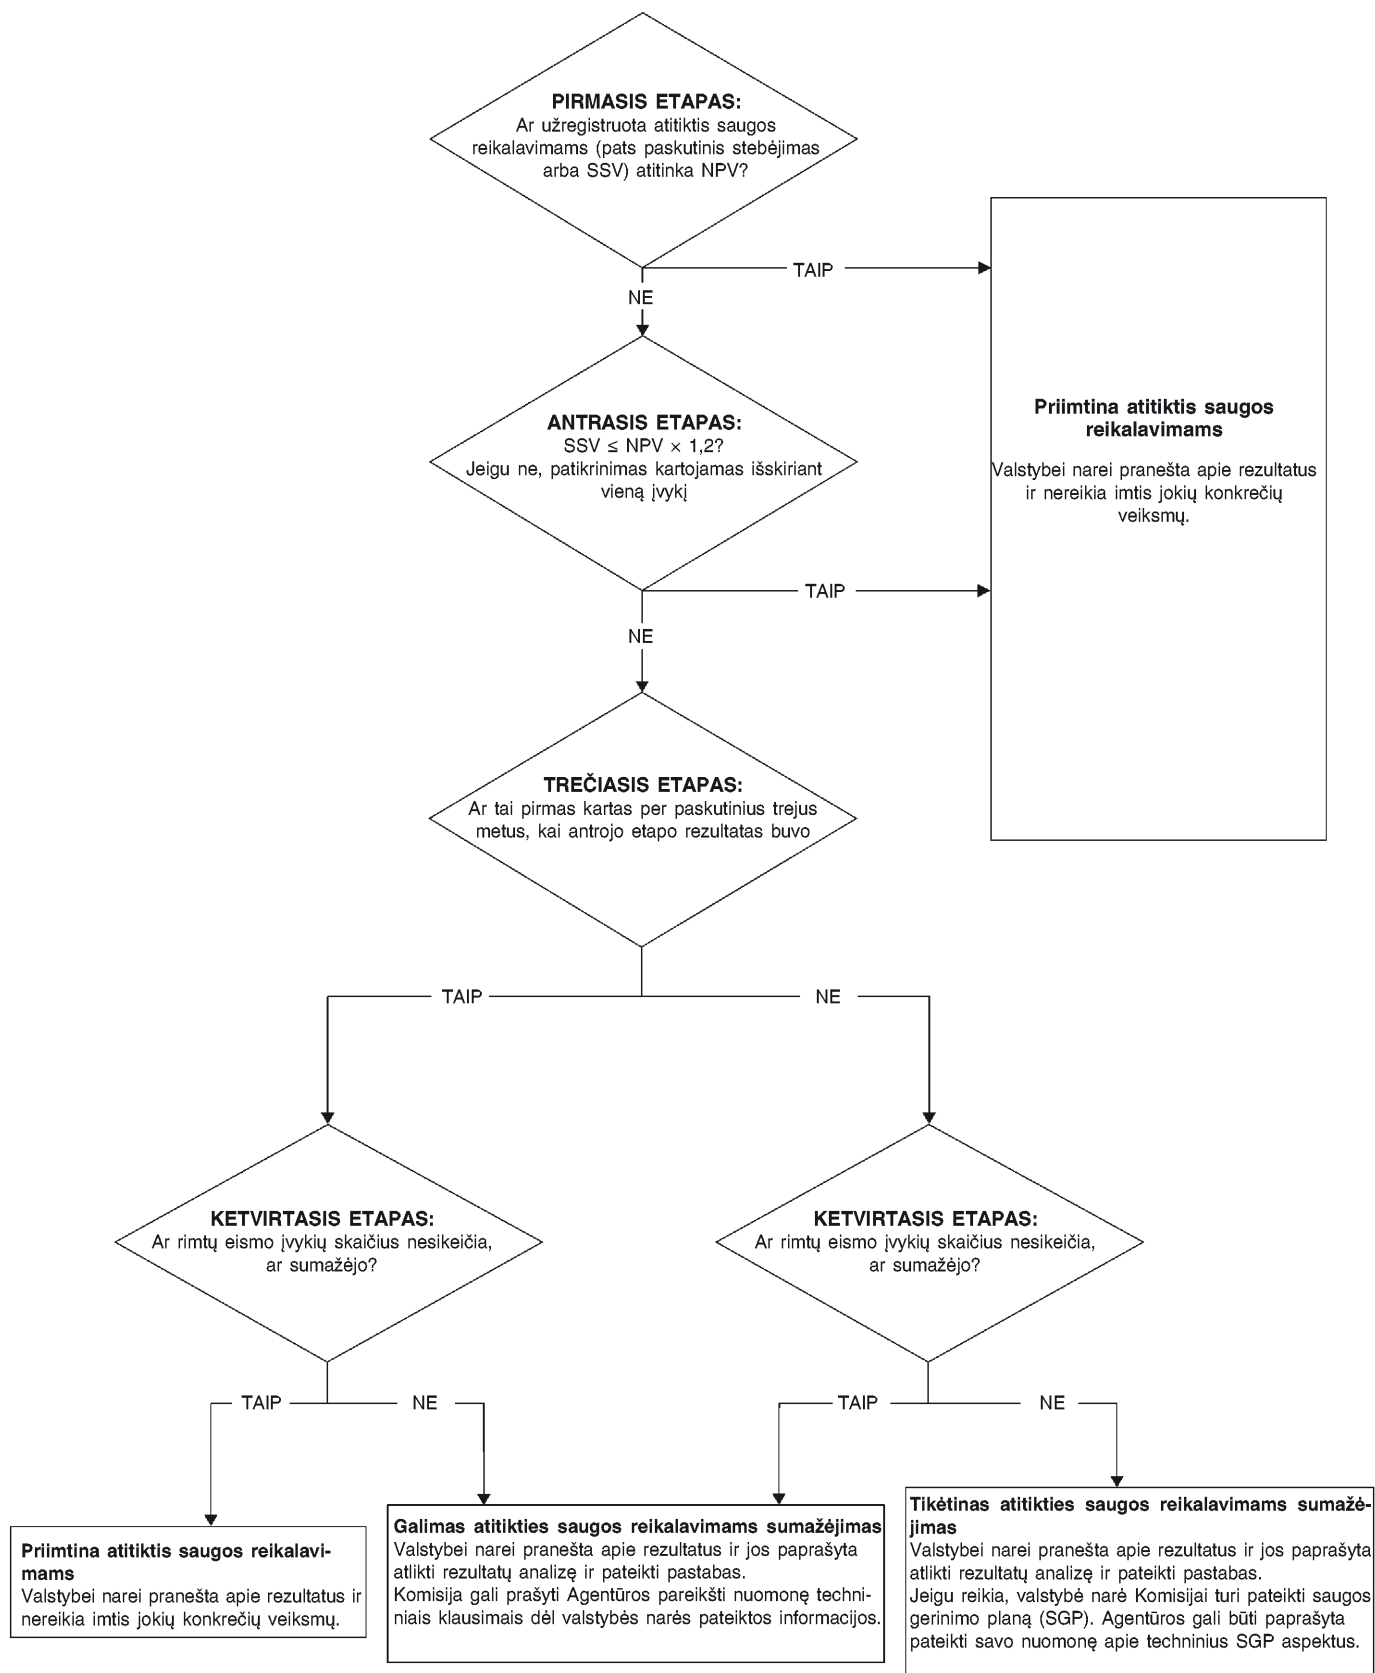 PIRMASIS ETAPAS:
Ar užregistruota atitiktis saugos
reikalavimams (pats paskutinis stebėjimas
arba SSV) atitinka NPV?
TAIP
NE
ANTRASIS ETAPAS:
SSV ≤ NPV × 1,2?
Jeigu ne, patikrinimas kartojamas išskiriant
vieną įvykį
Priimtina atitiktis saugos
reikalavimams
Valstybei narei pranešta apie rezultatus
ir nereikia imtis jokių konkrečių
veiksmų.
TAIP
NE
TREČIASIS ETAPAS:
Ar tai pirmas kartas per paskutinius trejus
metus, kai antrojo etapo rezultatas buvo
TAIP
NE
KETVIRTASIS ETAPAS:
Ar rimtų eismo įvykių skaičius nesikeičia,
ar sumažėjo?
KETVIRTASIS ETAPAS:
Ar rimtų eismo įvykių skaičius nesikeičia,
ar sumažėjo?
TAIP
NE
TAIP
NE
Priimtina atitiktis saugos reikalavi-
mams
Valstybei narei pranešta apie rezultatus ir
nereikia imtis jokių konkrečių veiksmų.
Galimas atitikties saugos reikalavimams sumažėjimas
Valstybei narei pranešta apie rezultatus ir jos paprašyta
atlikti rezultatų analizę ir pateikti pastabas.
Komisija gali prašyti Agentūros pareikšti nuomonę techni-
niais klausimais dėl valstybės narės pateiktos informacijos.
Tikėtinas atitikties saugos reikalavimams sumažė-
jimas
Valstybei narei pranešta apie rezultatus ir jos paprašyta
atlikti rezultatų analizę ir pateikti pastabas.
Jeigu reikia, valstybė narė Komisijai turi pateikti saugos
gerinimo planą (SGP). Agentūros gali būti paprašyta
pateikti savo nuomonę apie techninius SGP aspektus.